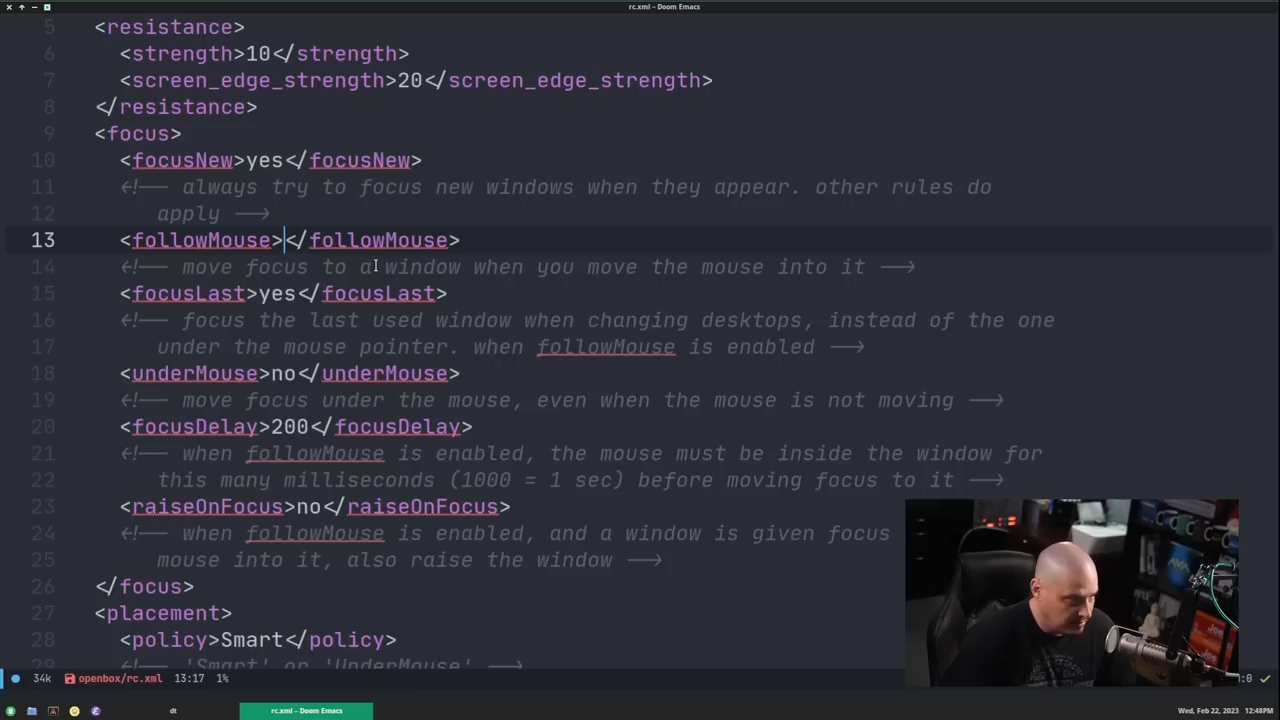 rc.xml – Doom Emacs
5 <resistance>
6 <strength>10</strength>
7 <screen_edge_strength>20</screen_edge_strength>
8 </resistance>
9 <focus>
10 <focusNew>yes</focusNew>
11 <!-- always try to focus new windows when they appear. other rules do
12 apply -->
13 <followMouse></followMouse>
14 <!-- move focus to a window when you move the mouse into it -->
15 <focusLast>yes</focusLast>
16 <!-- focus the last used window when changing desktops, instead of the one
17 under the mouse pointer. when followMouse is enabled -->
18 <underMouse>no</underMouse>
19 <!-- move focus under the mouse, even when the mouse is not moving -->
20 <focusDelay>200</focusDelay>
21 <!-- when followMouse is enabled, the mouse must be inside the window for
22 this many milliseconds (1000 = 1 sec) before moving focus to it -->
23 <raiseOnFocus>no</raiseOnFocus>
24 <!-- when followMouse is enabled, and a window is given focus
25 mouse into it, also raise the window -->
26 </focus>
27 <placement>
28 <policy>Smart</policy>
29 <!-- 'Smart' or 'UnderMouse' -->
34k openbox/rc.xml 13:17 1% :0
dt rc.xml – Doom Emacs Wed, Feb 22, 2023 12:48PM